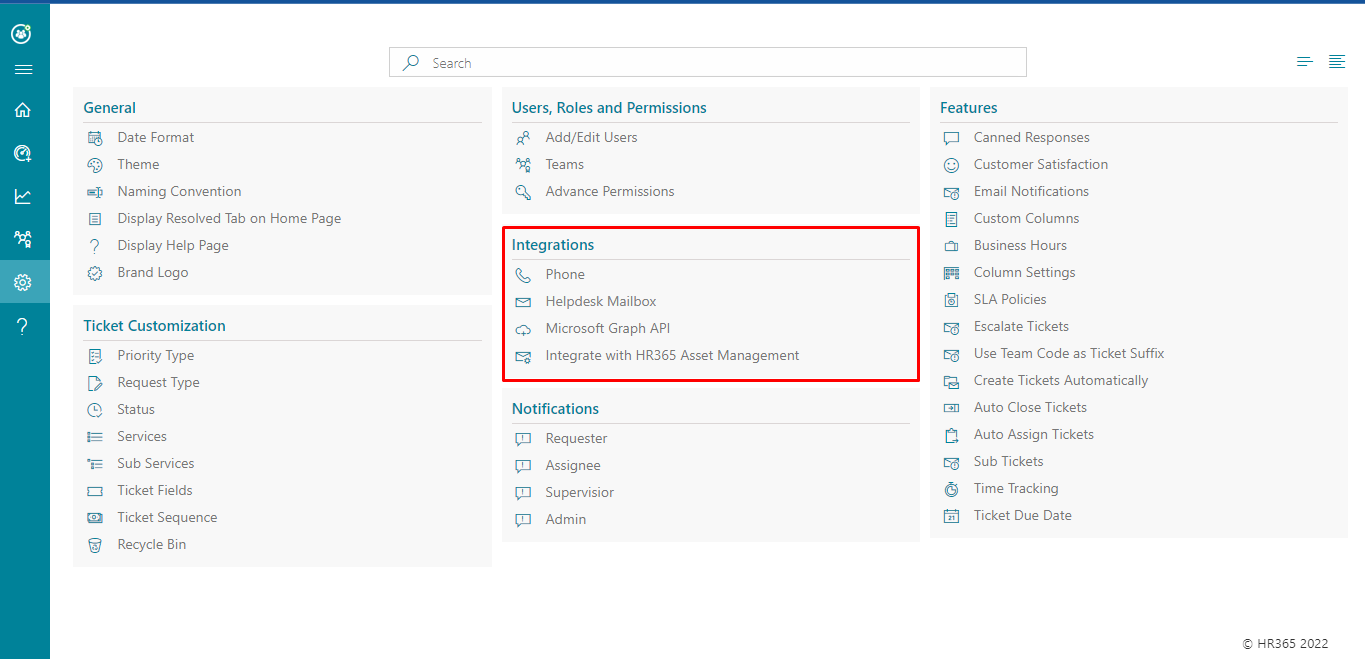 Search
General
Date Format
Theme
Naming Convention
Display Resolved Tab on Home Page
Display Help Page
Brand Logo
Ticket Customization
Priority Type
Request Type
Status
Services
Sub Services
Ticket Fields
Ticket Sequence
Recycle Bin
Users, Roles and Permissions
Add/Edit Users
Teams
Advance Permissions
Integrations
Phone
Helpdesk Mailbox
Microsoft Graph API
Integrate with HR365 Asset Management
Notifications
Requester
Assignee
Supervisior
Admin
Features
Canned Responses
Customer Satisfaction
Email Notifications
Custom Columns
Business Hours
Column Settings
SLA Policies
Escalate Tickets
Use Team Code as Ticket Suffix
Create Tickets Automatically
Auto Close Tickets
Auto Assign Tickets
Sub Tickets
Time Tracking
Ticket Due Date
© HR365 2022